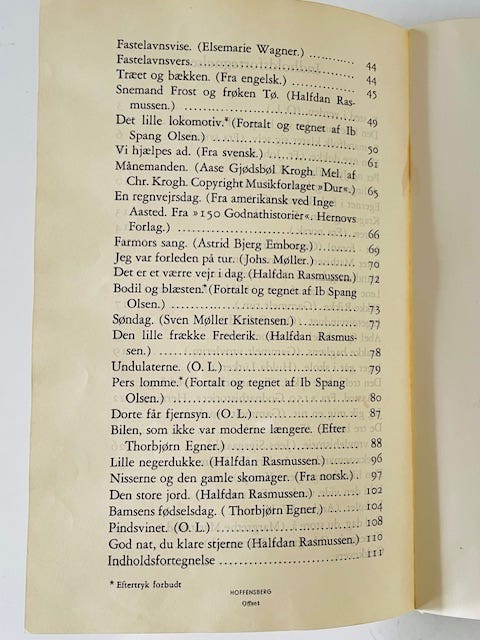 Fastelavnsvise. (Elsemarie Wagner.) .......... 44
Fastelavnsvers. .......... 44
Træet og bækken. (Fra engelsk.) .......... 45
Snemand Frost og frøken Tø. (Halfdan Ras-
mussen.) .......... 49
Det lille lokomotiv.* (Fortalt og tegnet af Ib
Spang Olsen.) .......... 50
Vi hjælpes ad. (Fra svensk.) .......... 61
Månemanden. (Aase Gjødsbøl Krogh. Mel. af
Chr. Krogh. Copyright Musikforlaget »Dur«.) 65
En regnvejrsdag. (Fra amerikansk ved Inge
Aasted. Fra »150 Godnathistorier«. Hernovs
Forlag.) .......... 66
Farmors sang. (Astrid Bjerg Emborg.) .......... 69
Jeg var forleden på tur. (Johs. Møller.) .......... 70
Det er et værre vejr i dag. (Halfdan Rasmussen.) 72
Bodil og blæsten.* (Fortalt og tegnet af Ib Spang
Olsen.) .......... 73
Søndag. (Sven Møller Kristensen.) .......... 77
Den lille frække Frederik. (Halfdan Rasmus-
sen.) .......... 78
Undulaterne. (O. L.) .......... 79
Pers lomme.* (Fortalt og tegnet af Ib Spang
Olsen.) .......... 80
Dorte får fjernsyn. (O. L.) .......... 87
Bilen, som ikke var moderne længere. (Efter
Thorbjørn Egner.) .......... 88
Lille negerdukke. (Halfdan Rasmussen.) .......... 96
Nisserne og den gamle skomager. (Fra norsk.) .. 97
Den store jord. (Halfdan Rasmussen.) .......... 102
Bamsens fødselsdag. ( Thorbjørn Egner.) .......... 104
Pindsvinet. (O. L.) .......... 108
God nat, du klare stjerne (Halfdan Rasmussen.) 110
Indholdsfortegnelse .......... 111
* Eftertryk forbudt
HOFFENSBERG
Offset